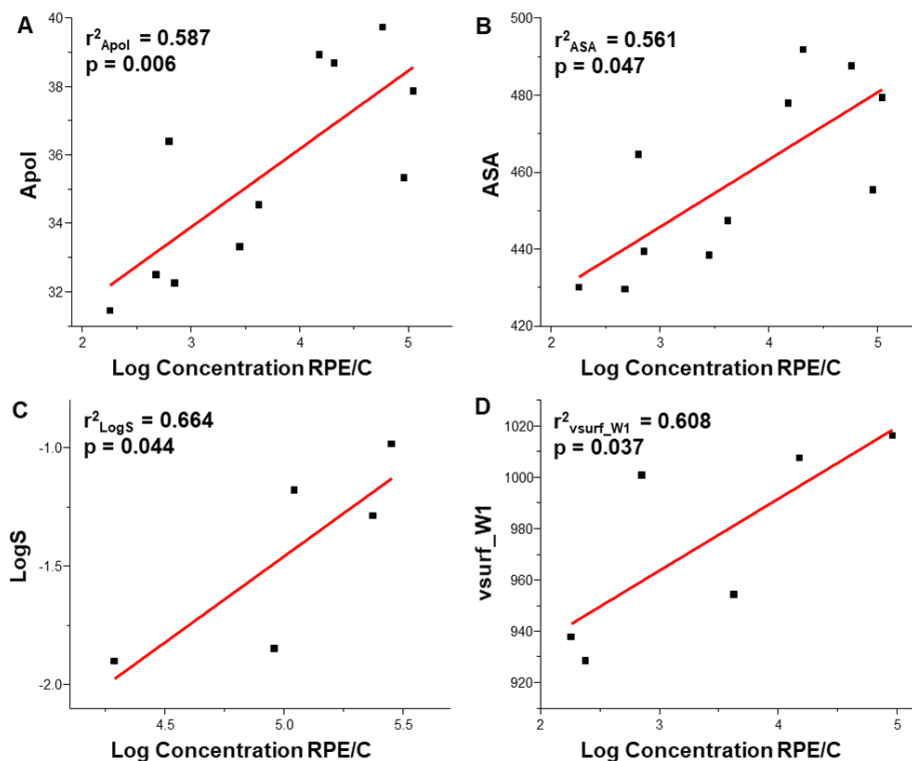 A
r²Apol = 0.587
p = 0.006
40
38
36
34
32
Apol
2
3
4
5
Log Concentration RPE/C
B
r²ASA = 0.561
p = 0.047
500
480
460
440
420
ASA
2
3
4
5
Log Concentration RPE/C
C
r²LogS = 0.664
p = 0.044
-1.0
-1.5
-2.0
LogS
4.5
5.0
5.5
Log Concentration RPE/C
D
r²vsurf_W1 = 0.608
p = 0.037
1020
1000
980
960
940
920
vsurf_W1
2
3
4
5
Log Concentration RPE/C